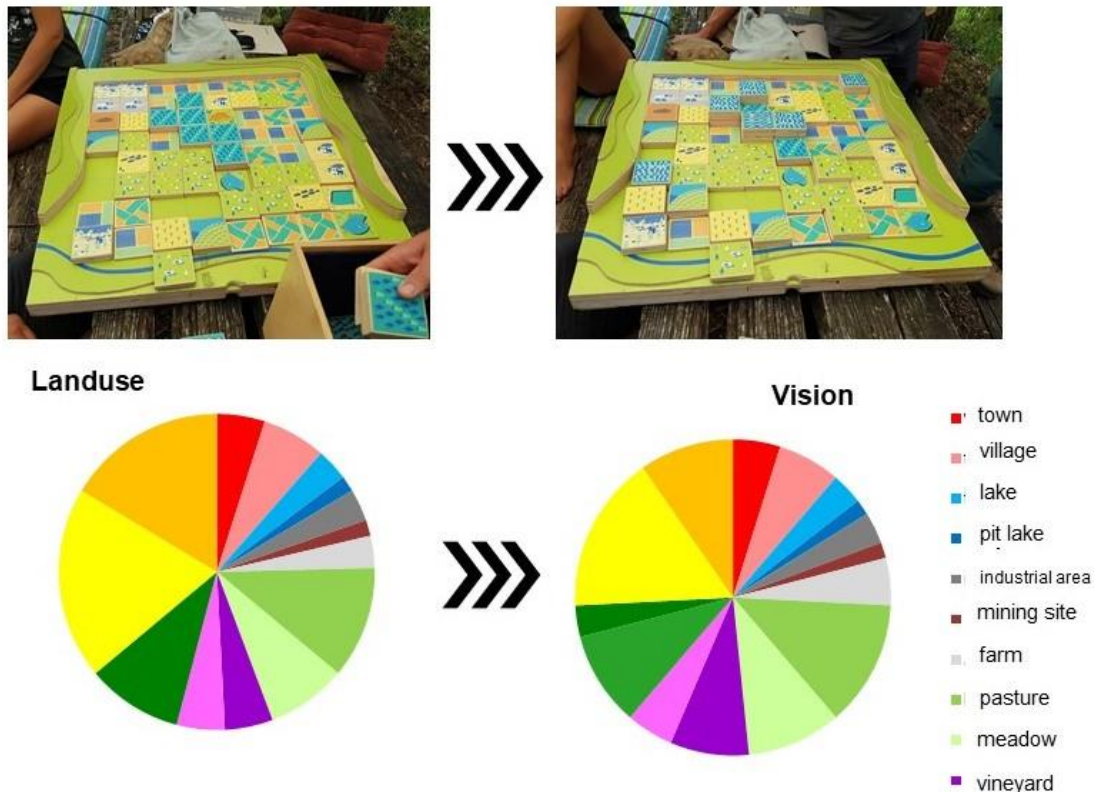 Landuse
Vision
town
village
lake
pit lake
industrial area
mining site
farm
pasture
meadow
vineyard